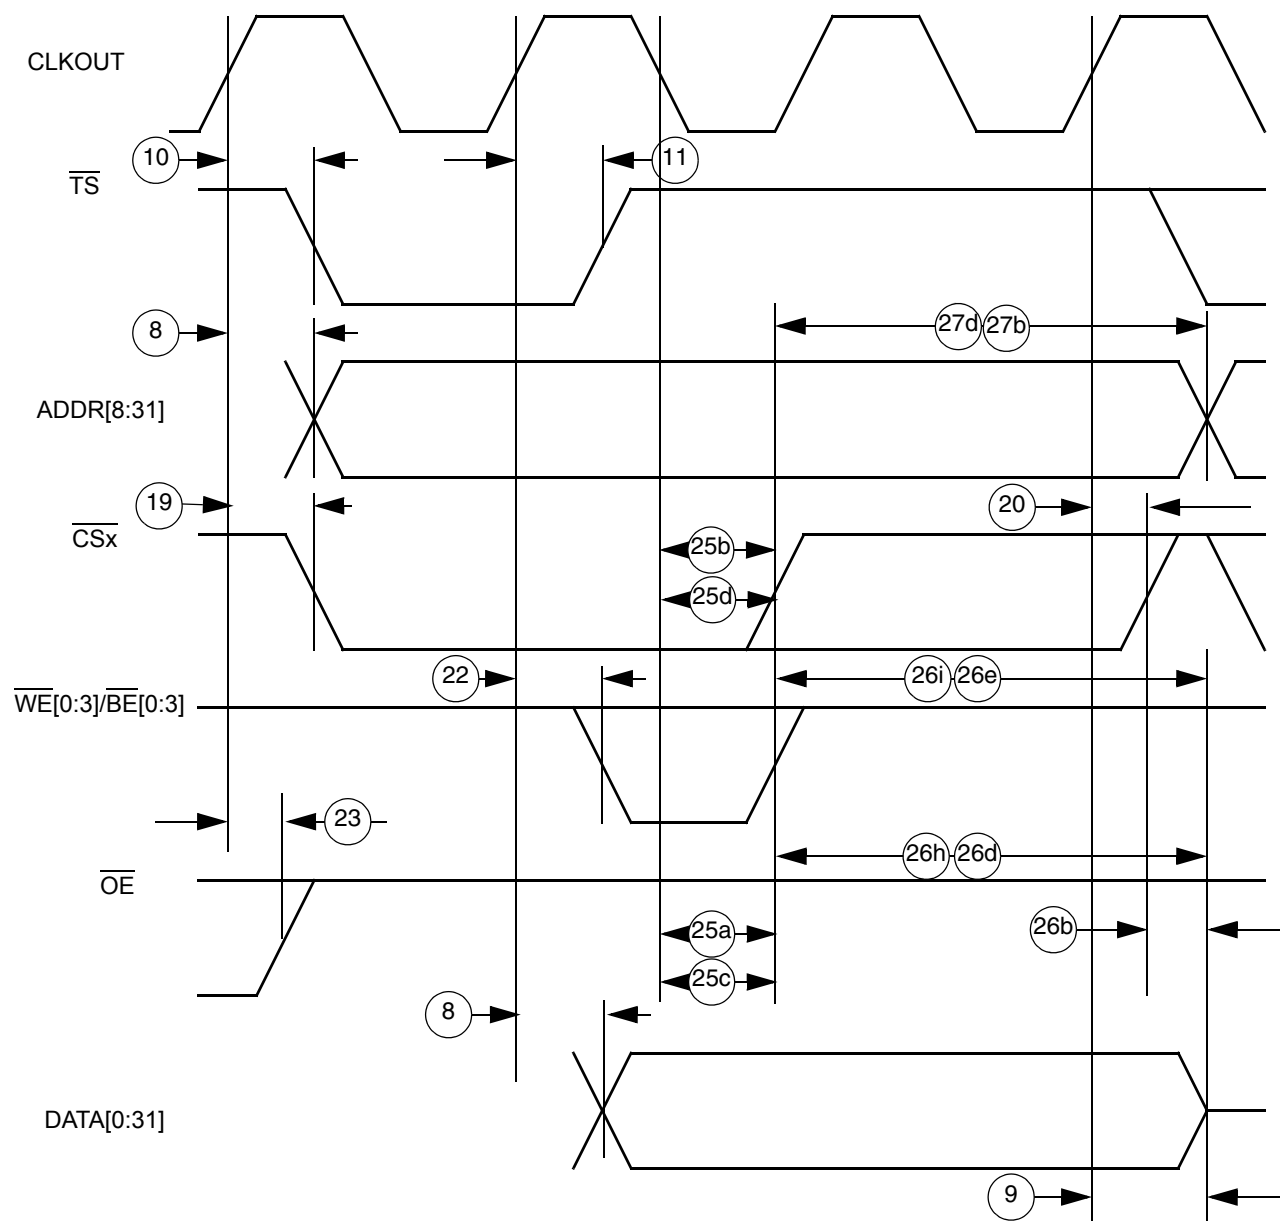 CLKOUT
10
11
TS
8
27d 27b
ADDR[8:31]
19
20
CSx
25b
25d
22
26i 26e
WE[0:3]/BE[0:3]
23
26h 26d
OE
25a
26b
25c
8
DATA[0:31]
9